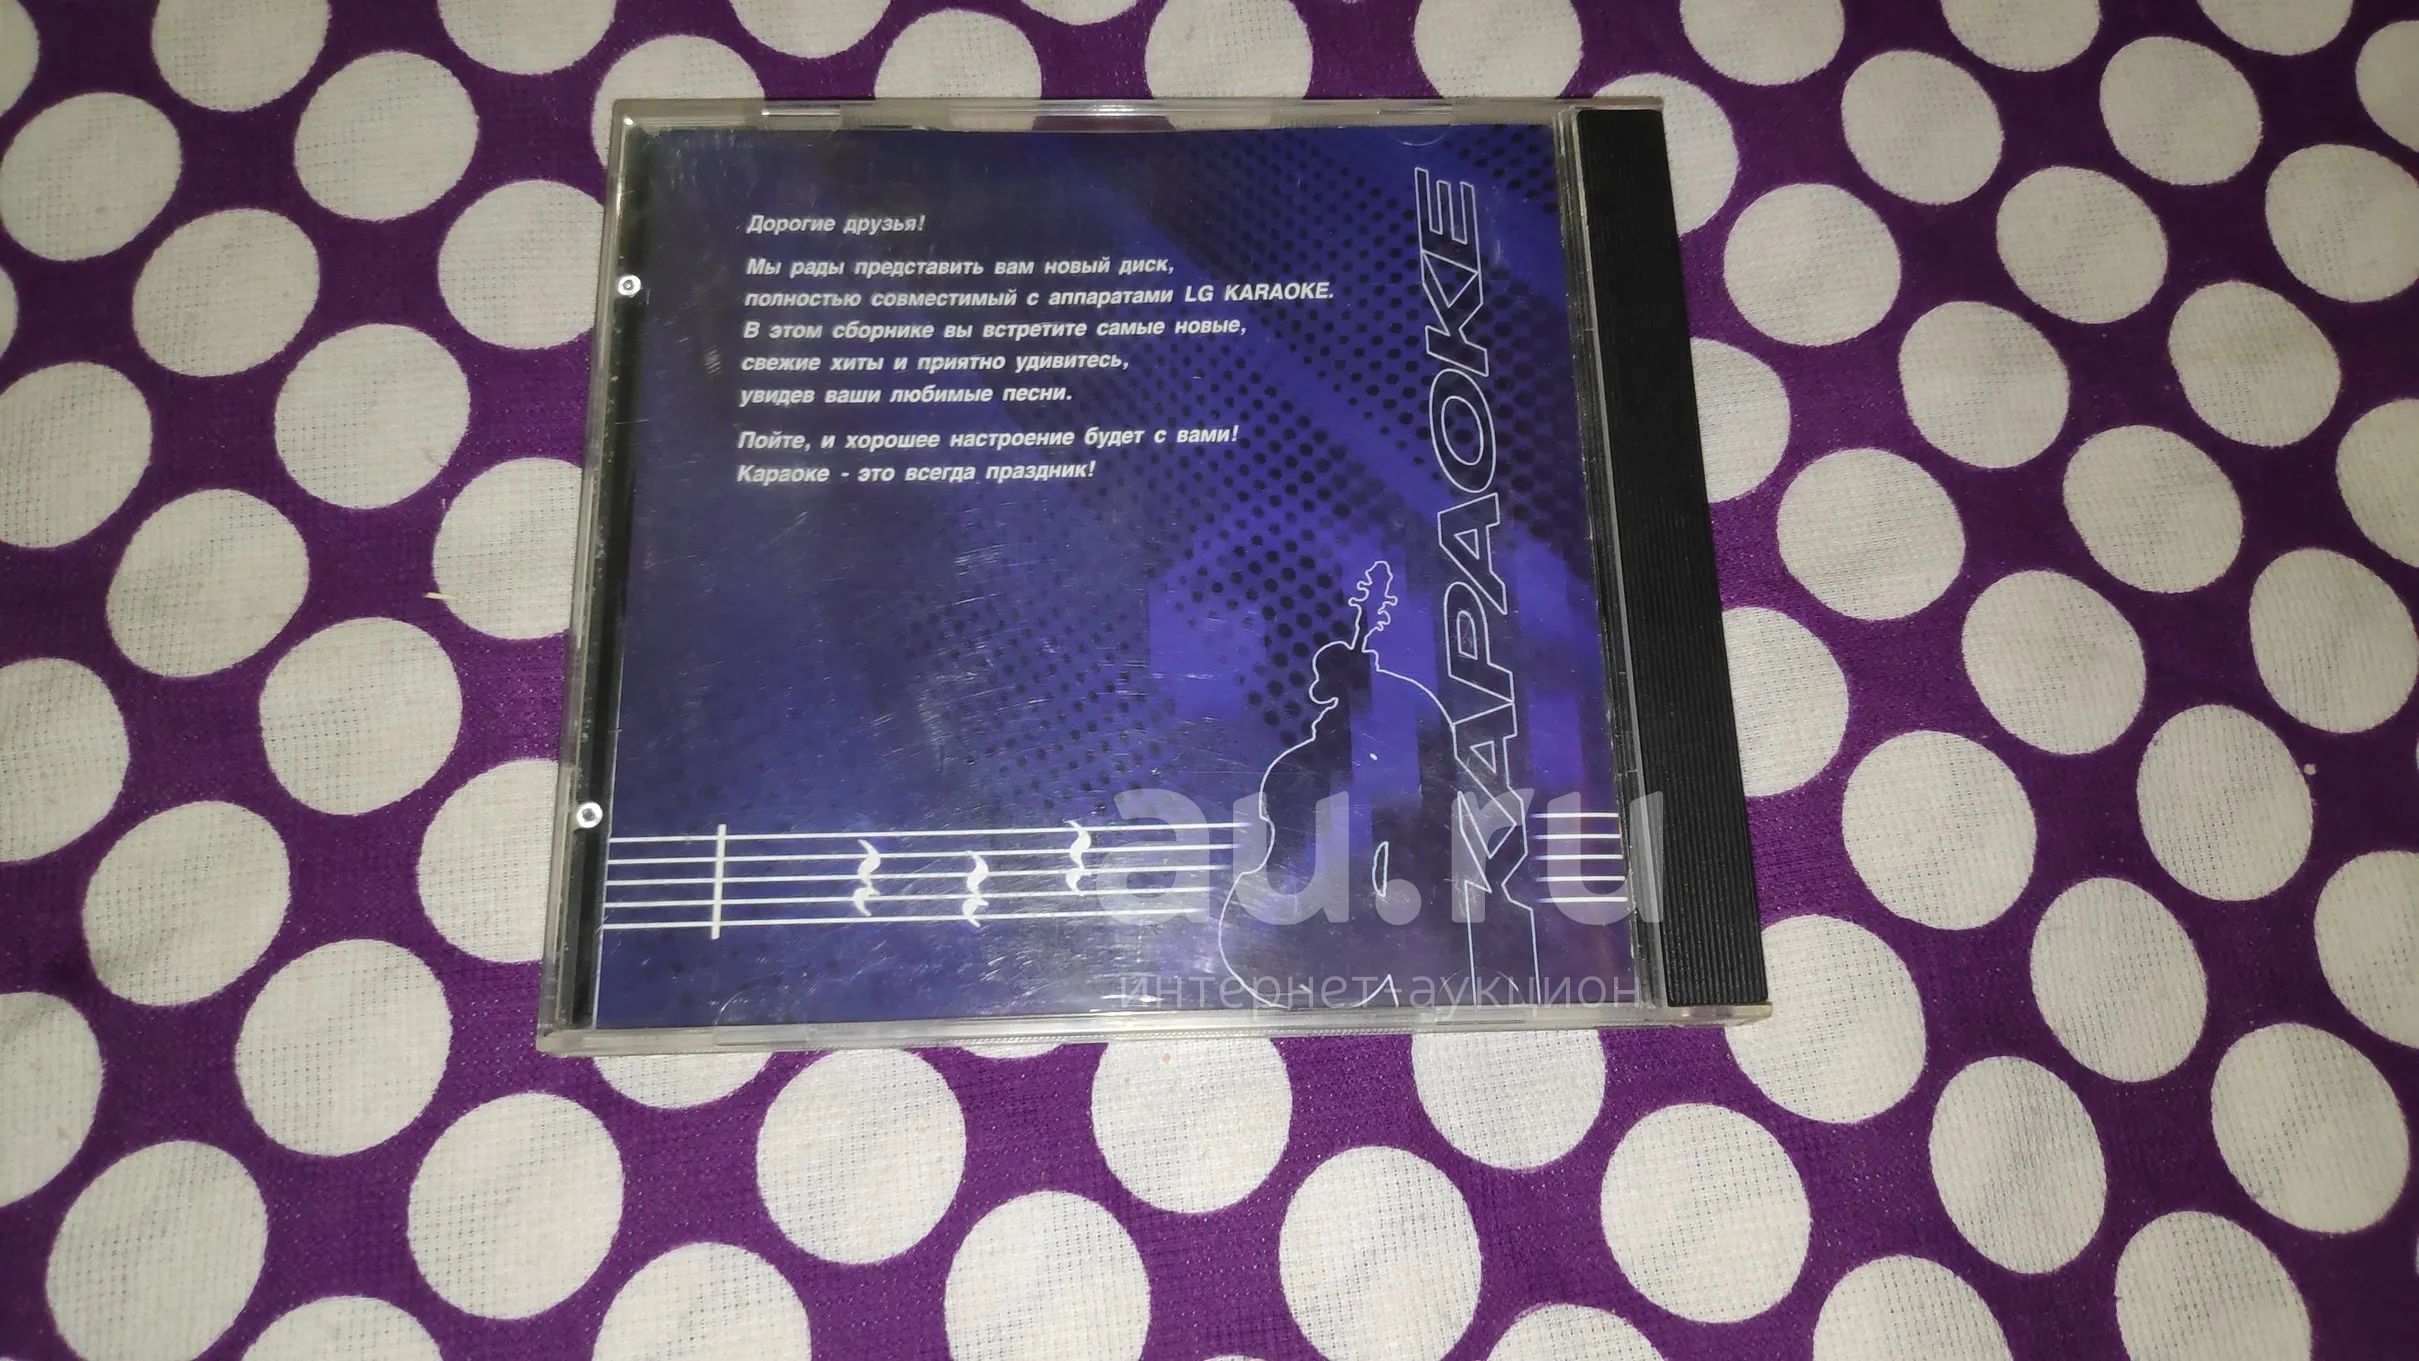 Дорогие друзья!
Мы рады представить вам новый диск,
полностью совместимый с аппаратами LG KARAOKE.
В этом сборнике вы встретите самые новые,
свежие хиты и приятно удивитесь,
увидев ваши любимые песни.
Пойте, и хорошее настроение будет с вами!
Караоке - это всегда праздник!
КАРАОКЕ
au.ru
интернет-аукцион